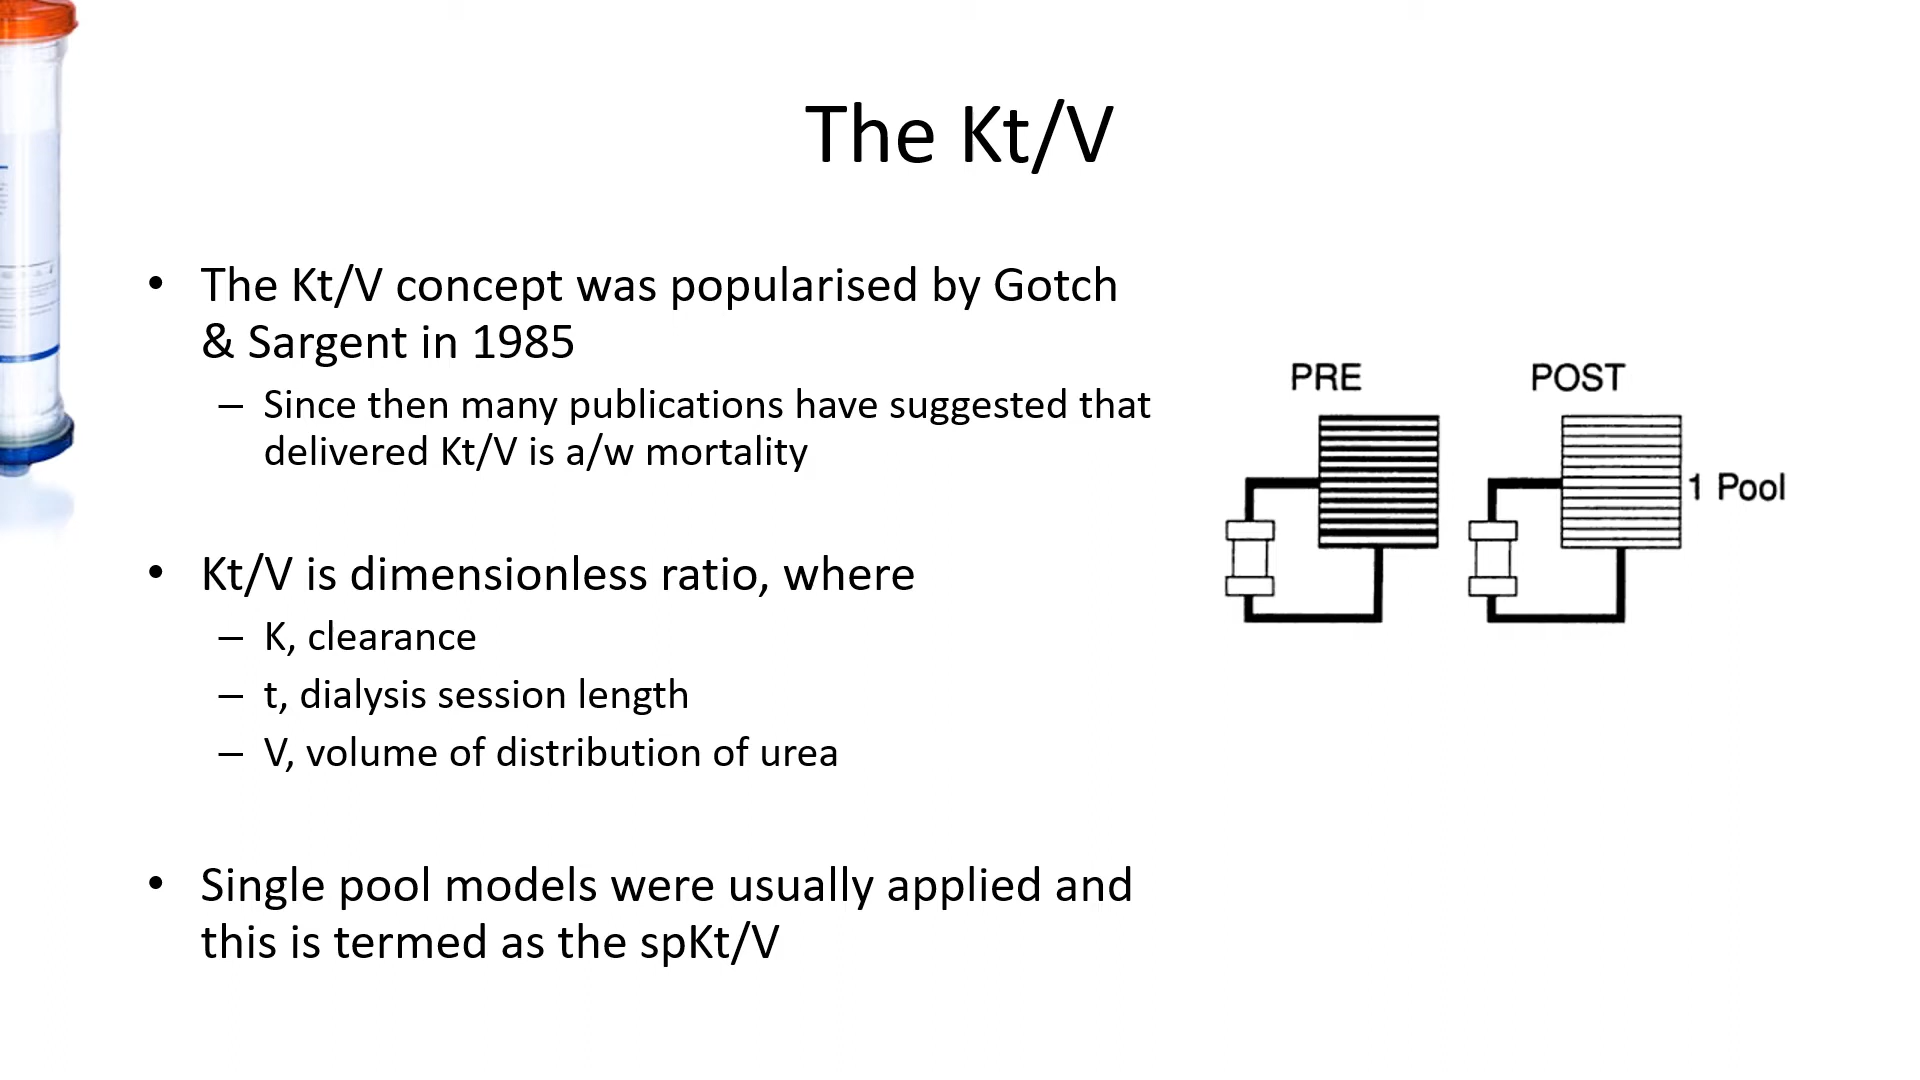 The Kt/V
• The Kt/V concept was popularised by Gotch
& Sargent in 1985
– Since then many publications have suggested that
delivered Kt/V is a/w mortality
• Kt/V is dimensionless ratio, where
– K, clearance
– t, dialysis session length
– V, volume of distribution of urea
• Single pool models were usually applied and
this is termed as the spKt/V
PRE
POST
1 Pool